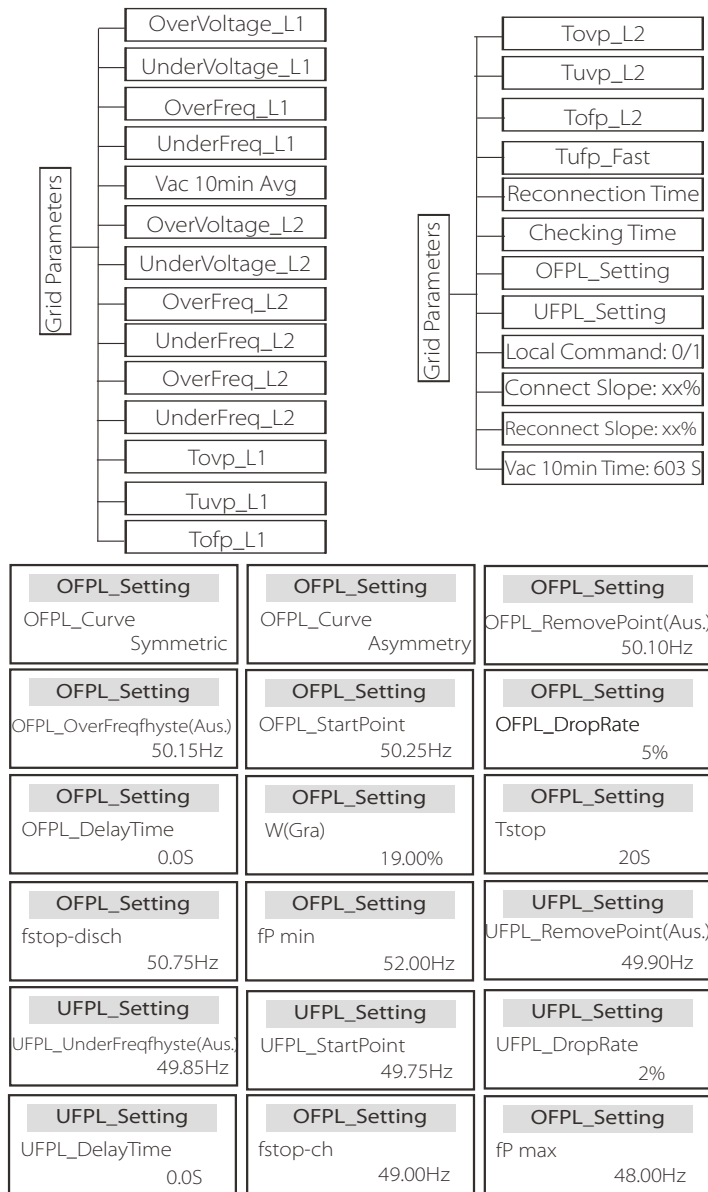 Grid Parameters
OverVoltage_L1
UnderVoltage_L1
OverFreq_L1
UnderFreq_L1
Vac 10min Avg
OverVoltage_L2
UnderVoltage_L2
OverFreq_L2
UnderFreq_L2
OverFreq_L2
UnderFreq_L2
Tovp_L1
Tuvp_L1
Tofp_L1
Grid Parameters
Tovp_L2
Tuvp_L2
Tofp_L2
Tufp_Fast
Reconnection Time
Checking Time
OFPL_Setting
UFPL_Setting
Local Command: 0/1
Connect Slope: xx%
Reconnect Slope: xx%
Vac 10min Time: 603 S
OFPL_Setting
OFPL_Curve
Symmetric
OFPL_Setting
OFPL_Curve
Asymmetry
OFPL_Setting
OFPL_RemovePoint(Aus.)
50.10Hz
OFPL_Setting
OFPL_OverFreqfhyste(Aus.)
50.15Hz
OFPL_Setting
OFPL_StartPoint
50.25Hz
OFPL_Setting
OFPL_DropRate
5%
OFPL_Setting
OFPL_DelayTime
0.0S
OFPL_Setting
W(Gra)
19.00%
OFPL_Setting
Tstop
20S
OFPL_Setting
fstop-disch
50.75Hz
OFPL_Setting
fP min
52.00Hz
UFPL_Setting
UFPL_RemovePoint(Aus.)
49.90Hz
UFPL_Setting
UFPL_UnderFreqfhyste(Aus.)
49.85Hz
UFPL_Setting
UFPL_StartPoint
49.75Hz
UFPL_Setting
UFPL_DropRate
2%
UFPL_Setting
UFPL_DelayTime
0.0S
OFPL_Setting
fstop-ch
49.00Hz
OFPL_Setting
fP max
48.00Hz